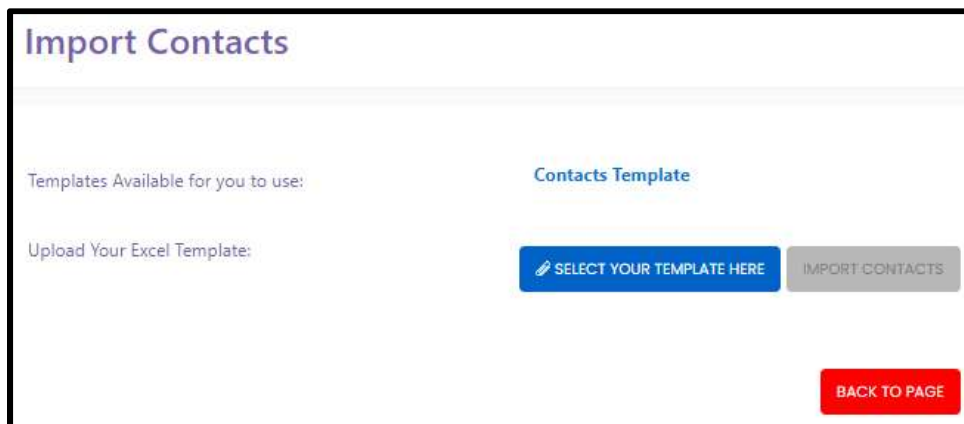 Import Contacts
Templates Available for you to use:
Contacts Template
Upload Your Excel Template:
SELECT YOUR TEMPLATE HERE
IMPORT CONTACTS
BACK TO PAGE